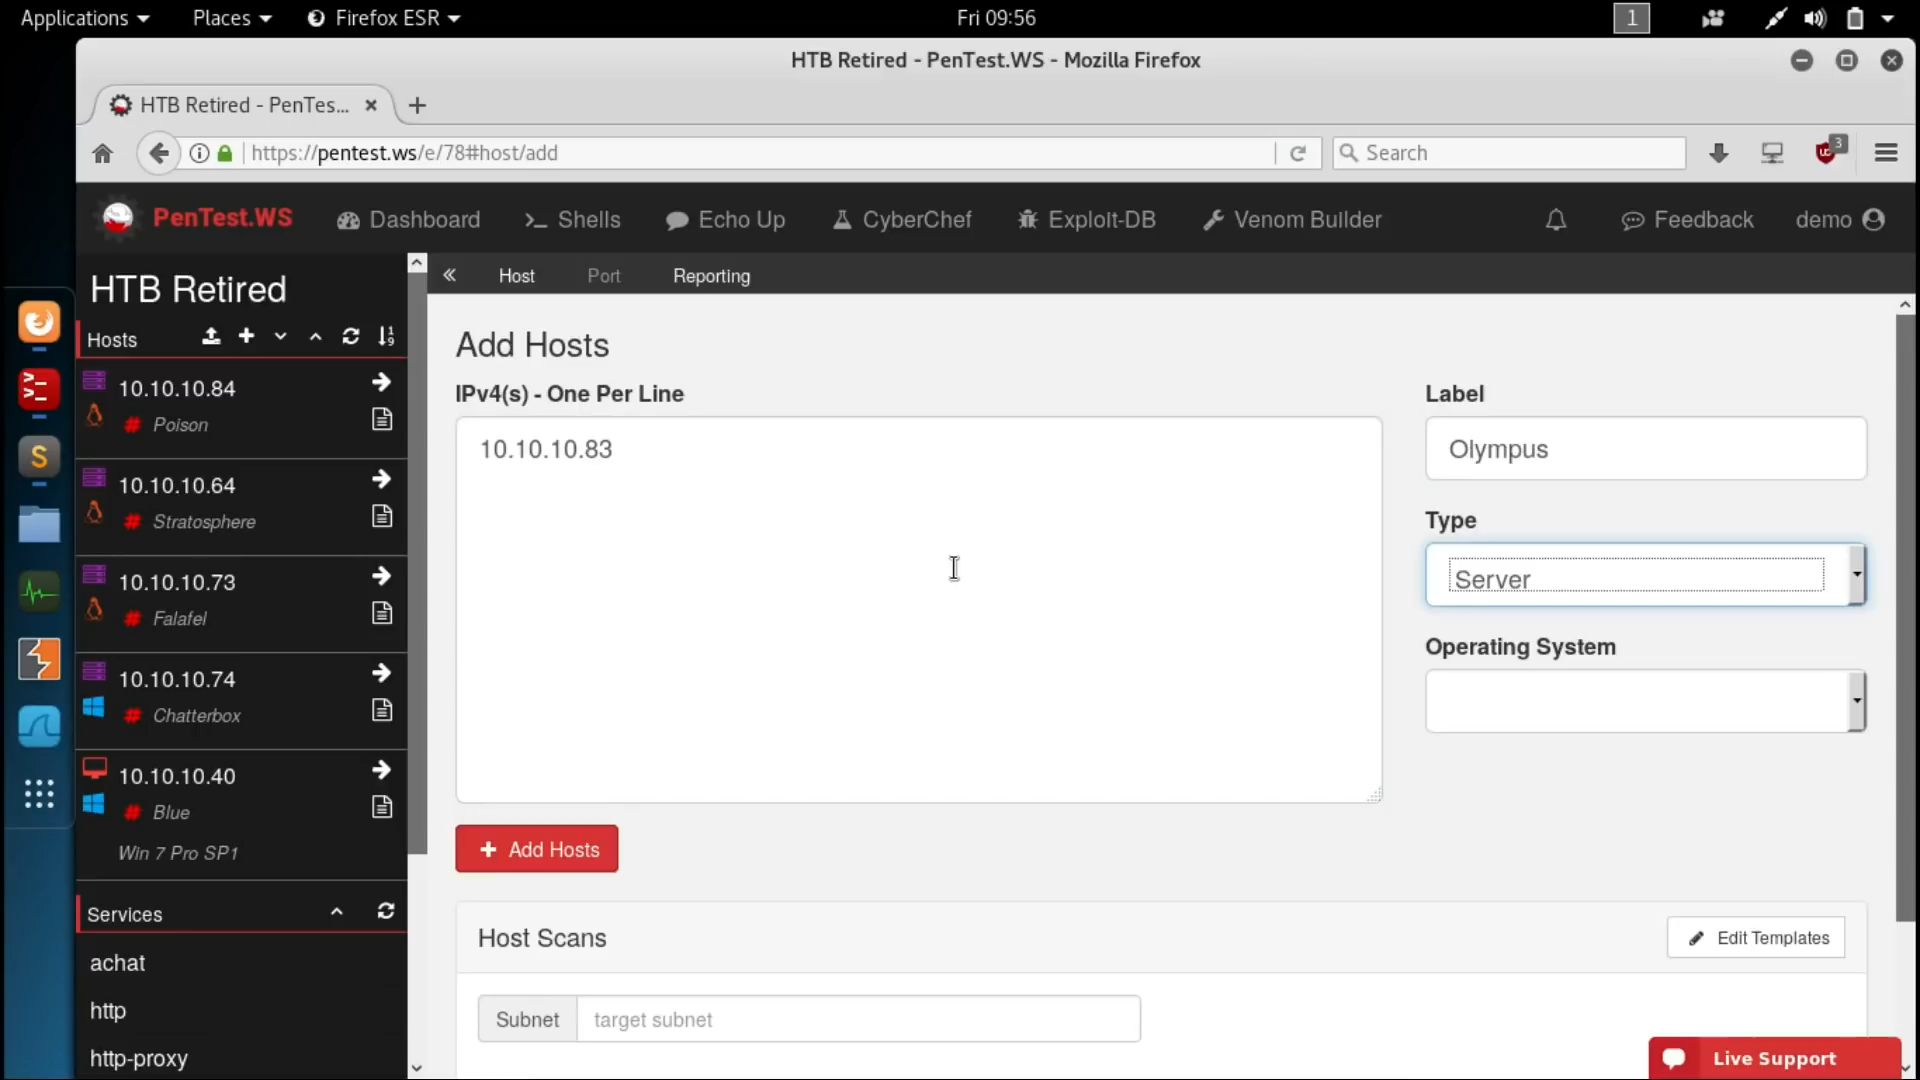 Applications Places Firefox ESR Fri 09:56 1
HTB Retired - PenTest.WS - Mozilla Firefox
HTB Retired - PenTes...
https://pentest.ws/e/78#host/add Search 3
PenTest.WS Dashboard Shells Echo Up CyberChef Exploit-DB Venom Builder Feedback demo
HTB Retired
Hosts
10.10.10.84
# Poison
10.10.10.64
# Stratosphere
10.10.10.73
# Falafel
10.10.10.74
# Chatterbox
10.10.10.40
# Blue
Win 7 Pro SP1
Services
achat
http
http-proxy
Host Port Reporting
Add Hosts
IPv4(s) - One Per Line
10.10.10.83
Label
Olympus
Type
Server
Operating System
+ Add Hosts
Host Scans
Edit Templates
Subnet target subnet
Live Support